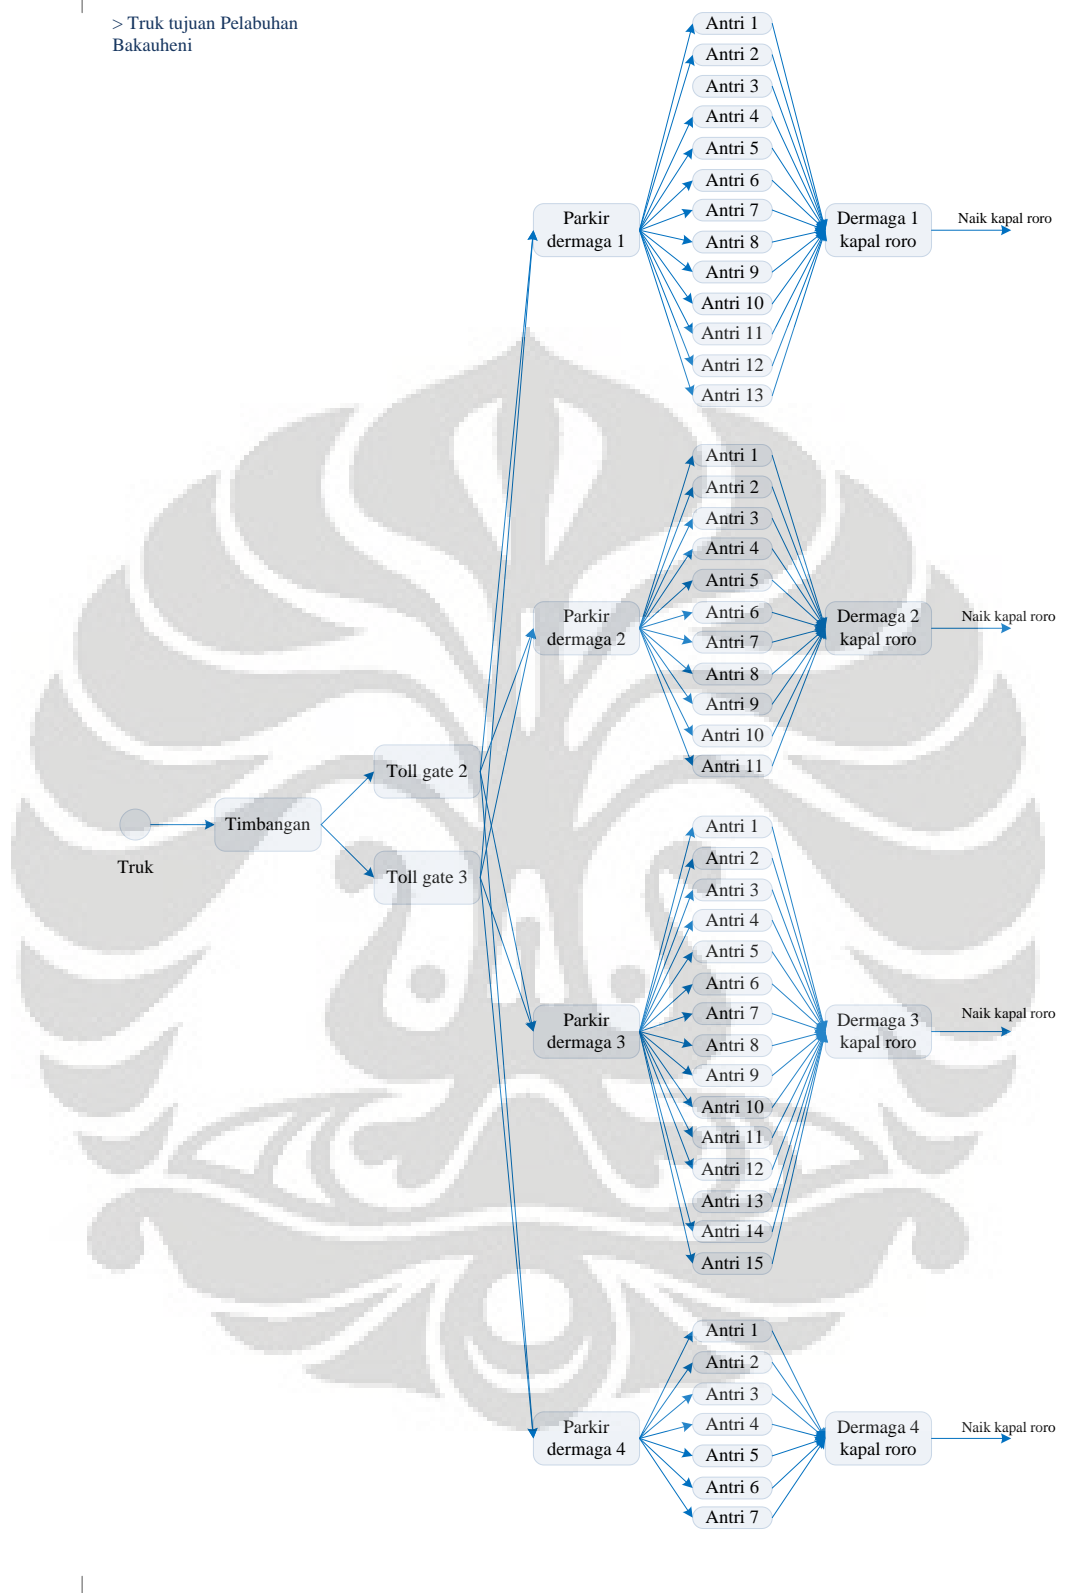 > Truk tujuan Pelabuhan
Bakauheni
Truk
Timbangan
Toll gate 2
Toll gate 3
Parkir
dermaga 1
Antri 1
Antri 2
Antri 3
Antri 4
Antri 5
Antri 6
Antri 7
Antri 8
Antri 9
Antri 10
Antri 11
Antri 12
Antri 13
Dermaga 1
kapal roro
Naik kapal roro
Parkir
dermaga 2
Antri 1
Antri 2
Antri 3
Antri 4
Antri 5
Antri 6
Antri 7
Antri 8
Antri 9
Antri 10
Antri 11
Dermaga 2
kapal roro
Naik kapal roro
Parkir
dermaga 3
Antri 1
Antri 2
Antri 3
Antri 4
Antri 5
Antri 6
Antri 7
Antri 8
Antri 9
Antri 10
Antri 11
Antri 12
Antri 13
Antri 14
Antri 15
Dermaga 3
kapal roro
Naik kapal roro
Parkir
dermaga 4
Antri 1
Antri 2
Antri 3
Antri 4
Antri 5
Antri 6
Antri 7
Dermaga 4
kapal roro
Naik kapal roro